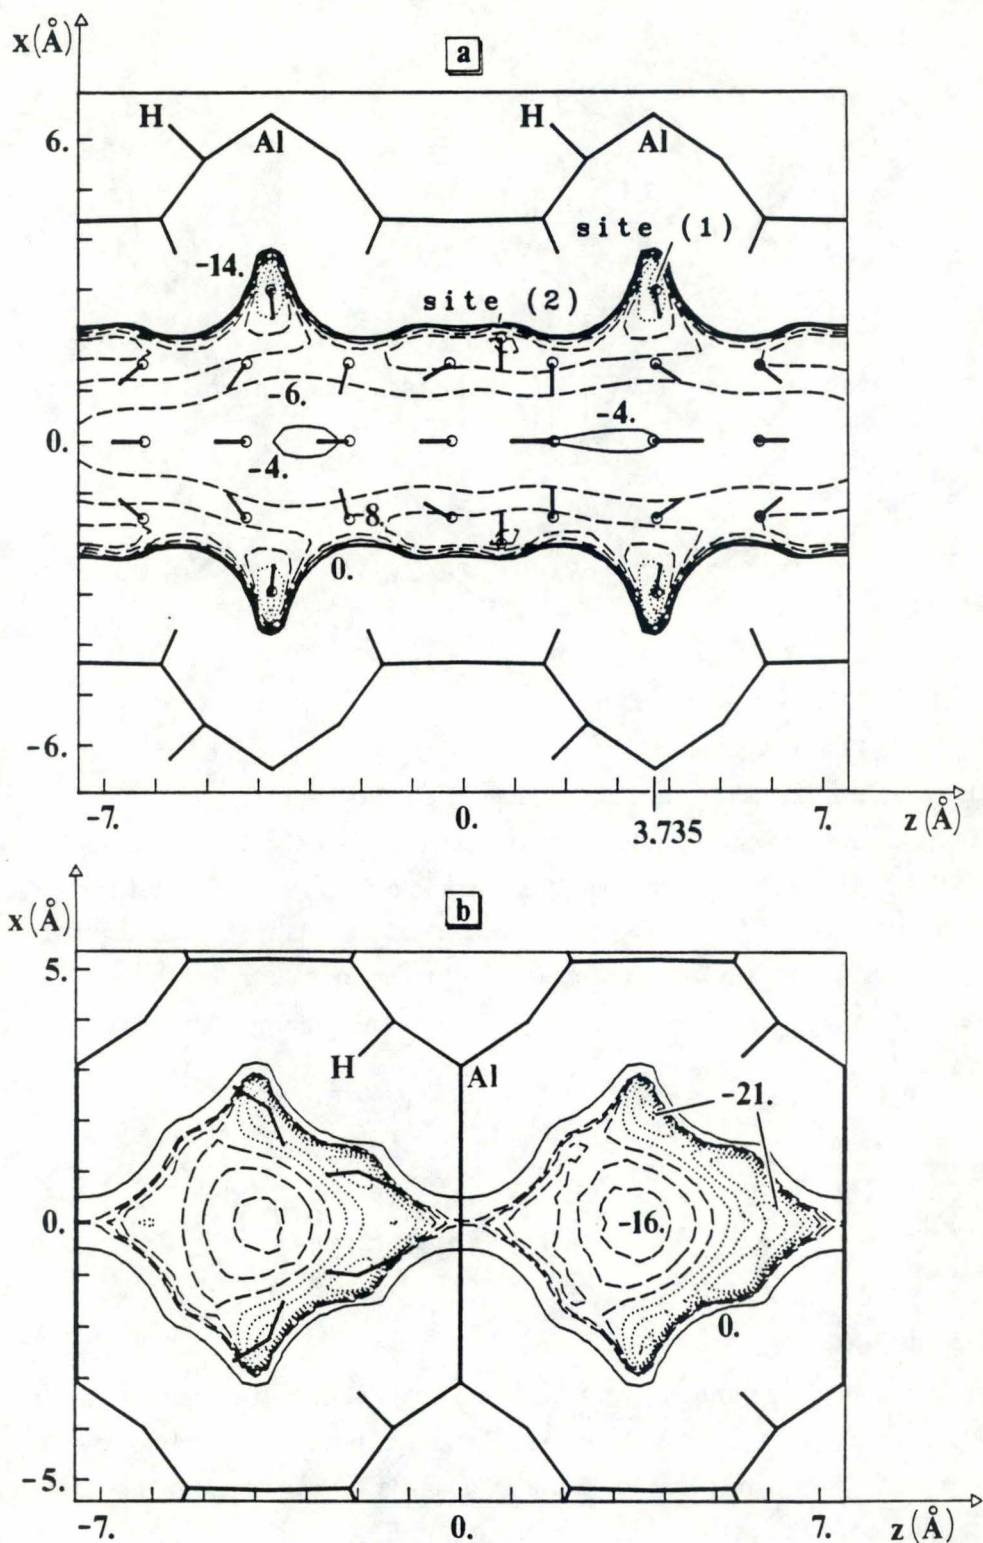 x(Å)
a
H
Al
H
Al
6.
site (1)
-14.
site (2)
-6.
-4.
0.
-4.
8.
0.
-6.
-7.
0.
3.735
7.
z(Å)
x(Å)
b
5.
H
Al
-21.
0.
-16.
0.
-5.
-7.
0.
7.
z(Å)